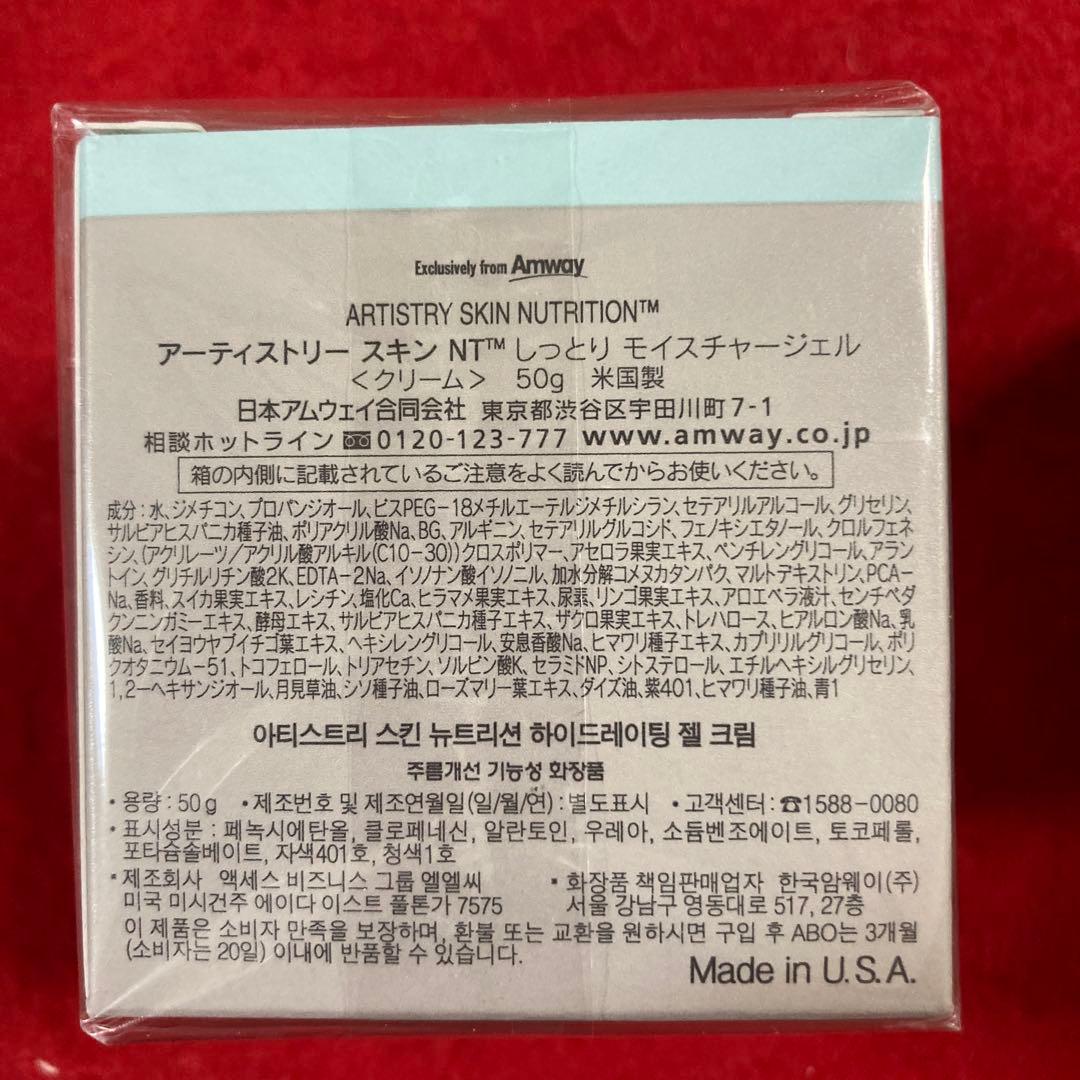 Exclusively from Amway
ARTISTRY SKIN NUTRITION™
アーティストリー スキン NT™ しっとり モイスチャージェル
＜クリーム＞ 50g 米国製
日本アムウェイ合同会社 東京都渋谷区宇田川町7-1
相談ホットライン 0120-123-777 www.amway.co.jp
箱の内側に記載されているご注意をよく読んでからお使いください。
成分：水、ジメチコン、プロパンジオール、ビスPEG-18メチルエーテルジメチルシラン、セテアリルアルコール、グリセリン、
サルビアヒスパニカ種子油、ポリアクリル酸Na、BG、アルギニン、セテアリルグルコシド、フェノキシエタノール、クロルフェネ
シン、(アクリレーツ/アクリル酸アルキル(C10-30))クロスポリマー、アセロラ果実エキス、ペンチレングリコール、アラン
トイン、グリチルリチン酸2K、EDTA-2Na、イソノナン酸イソノニル、加水分解コメヌカタンパク、マルトデキストリン、PCA-
Na、香料、スイカ果実エキス、レシチン、塩化Ca、ヒラマメ果実エキス、尿素、リンゴ果実エキス、アロエベラ液汁、センチペダ
クンニンガミーエキス、酵母エキス、サルビアヒスパニカ種子エキス、ザクロ果実エキス、トレハロース、ヒアルロン酸Na、乳
酸Na、セイヨウヤブイチゴ葉エキス、ヘキシレングリコール、安息香酸Na、ヒマワリ種子エキス、カプリリルグリコール、ポリ
クオタニウム-51、トコフェロール、トリアセチン、ソルビン酸K、セラミドNP、シトステロール、エチルヘキシルグリセリン、
1,2-ヘキサンジオール、月見草油、シソ種子油、ローズマリー葉エキス、ダイズ油、紫401、ヒマワリ種子油、青1
아티스트리 스킨 뉴트리션 하이드레이팅 젤 크림
주름개선 기능성 화장품
• 용량 : 50g • 제조번호 및 제조연월일(일/월/연) : 별도표시 • 고객센터 : ☎1588-0080
• 표시성분 : 페녹시에탄올, 클로페네신, 알란토인, 우레아, 소듐벤조에이트, 토코페롤,
포타슘솔베이트, 자색401호, 청색1호
• 제조회사 액세스 비즈니스 그룹 엘엘씨
미국 미시건주 에이다 이스트 풀톤가 7575
• 화장품 책임판매업자 한국암웨이(주)
서울 강남구 영동대로 517, 27층
이 제품은 소비자 만족을 보장하며, 환불 또는 교환을 원하시면 구입 후 ABO는 3개월
(소비자는 20일) 이내에 반품할 수 있습니다.
Made in U.S.A.